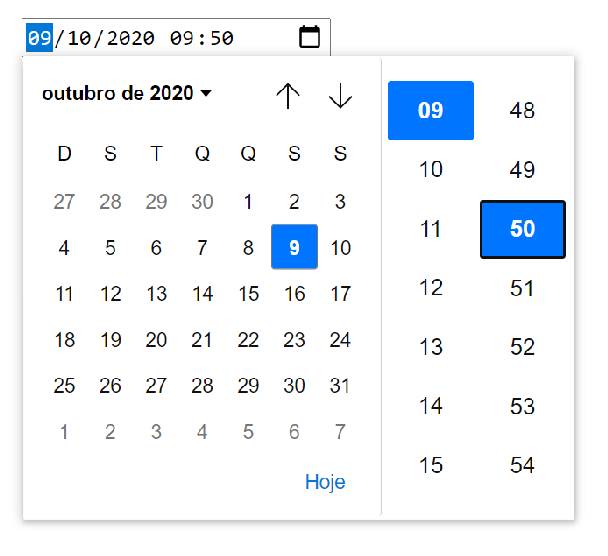 09/10/2020 09:50
outubro de 2020
D S T Q Q S S
27 28 29 30 1 2 3
4 5 6 7 8 9 10
11 12 13 14 15 16 17
18 19 20 21 22 23 24
25 26 27 28 29 30 31
1 2 3 4 5 6 7
Hoje
09 48
10 49
11 50
12 51
13 52
14 53
15 54